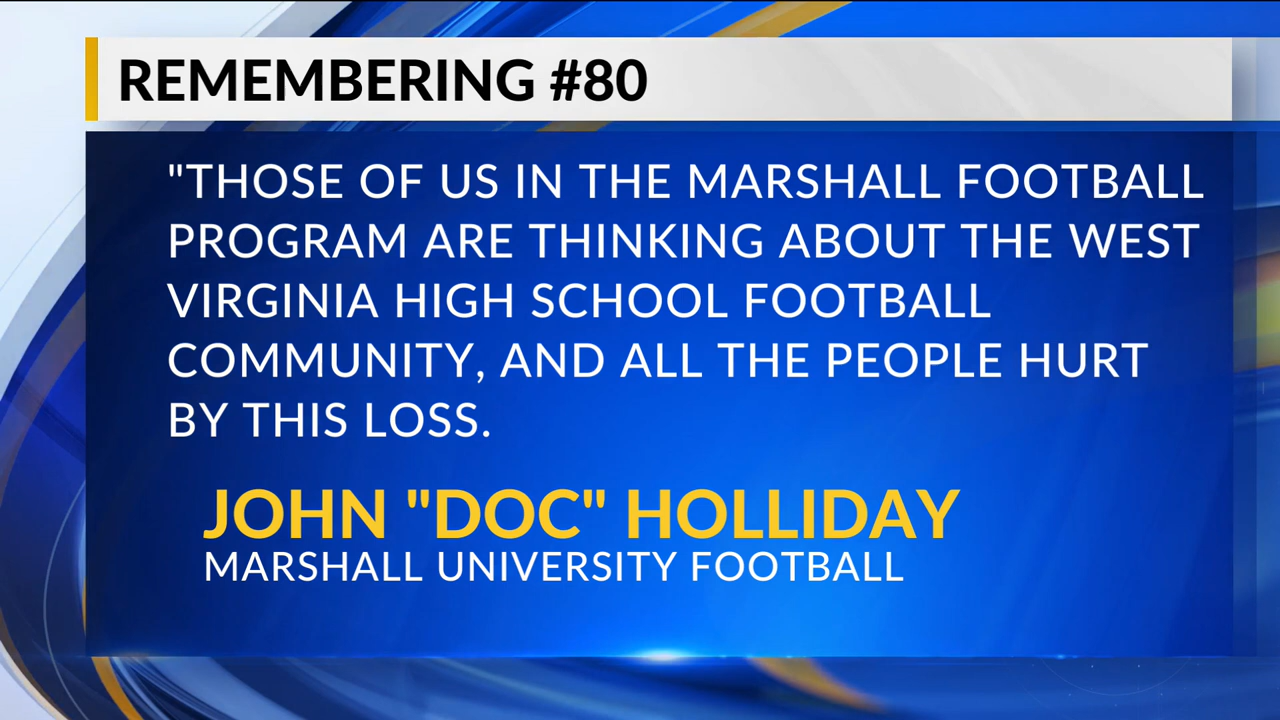 REMEMBERING #80
"THOSE OF US IN THE MARSHALL FOOTBALL
PROGRAM ARE THINKING ABOUT THE WEST
VIRGINIA HIGH SCHOOL FOOTBALL
COMMUNITY, AND ALL THE PEOPLE HURT
BY THIS LOSS.
JOHN "DOC" HOLLIDAY
MARSHALL UNIVERSITY FOOTBALL